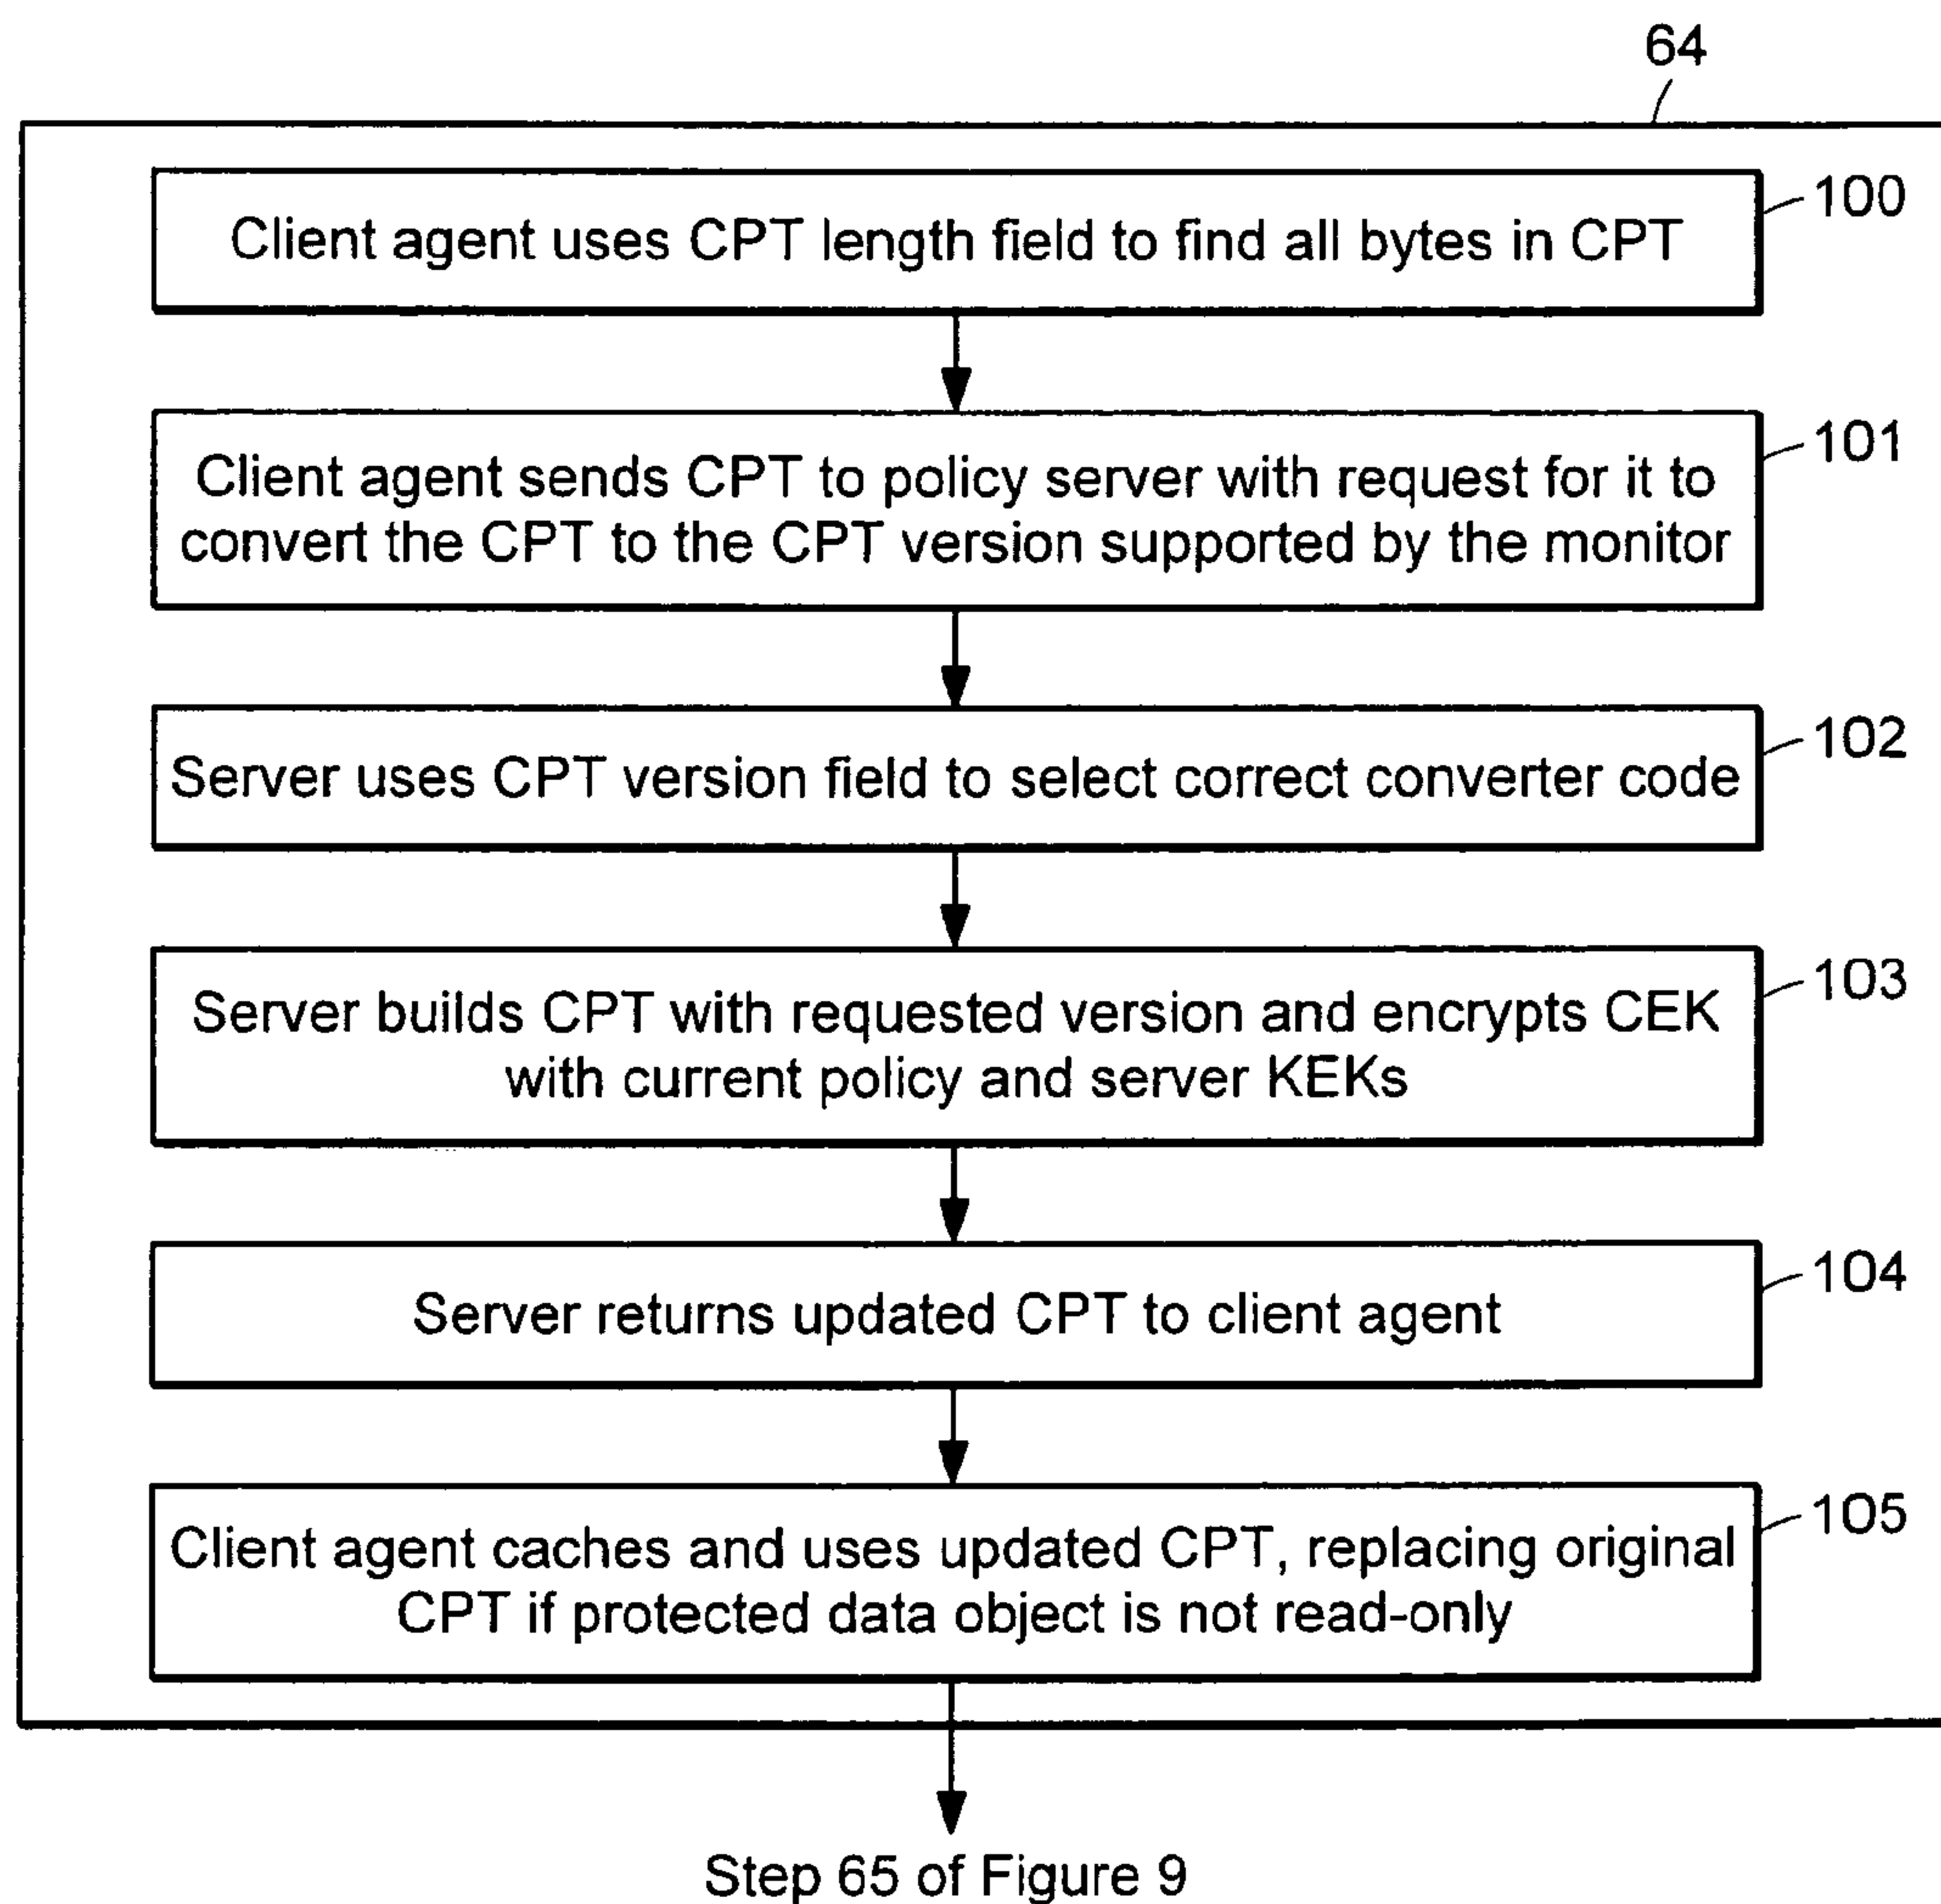 64
Client agent uses CPT length field to find all bytes in CPT
100
Client agent sends CPT to policy server with request for it to
convert the CPT to the CPT version supported by the monitor
101
Server uses CPT version field to select correct converter code
102
Server builds CPT with requested version and encrypts CEK
with current policy and server KEKs
103
Server returns updated CPT to client agent
104
Client agent caches and uses updated CPT, replacing original
CPT if protected data object is not read-only
105
Step 65 of Figure 9